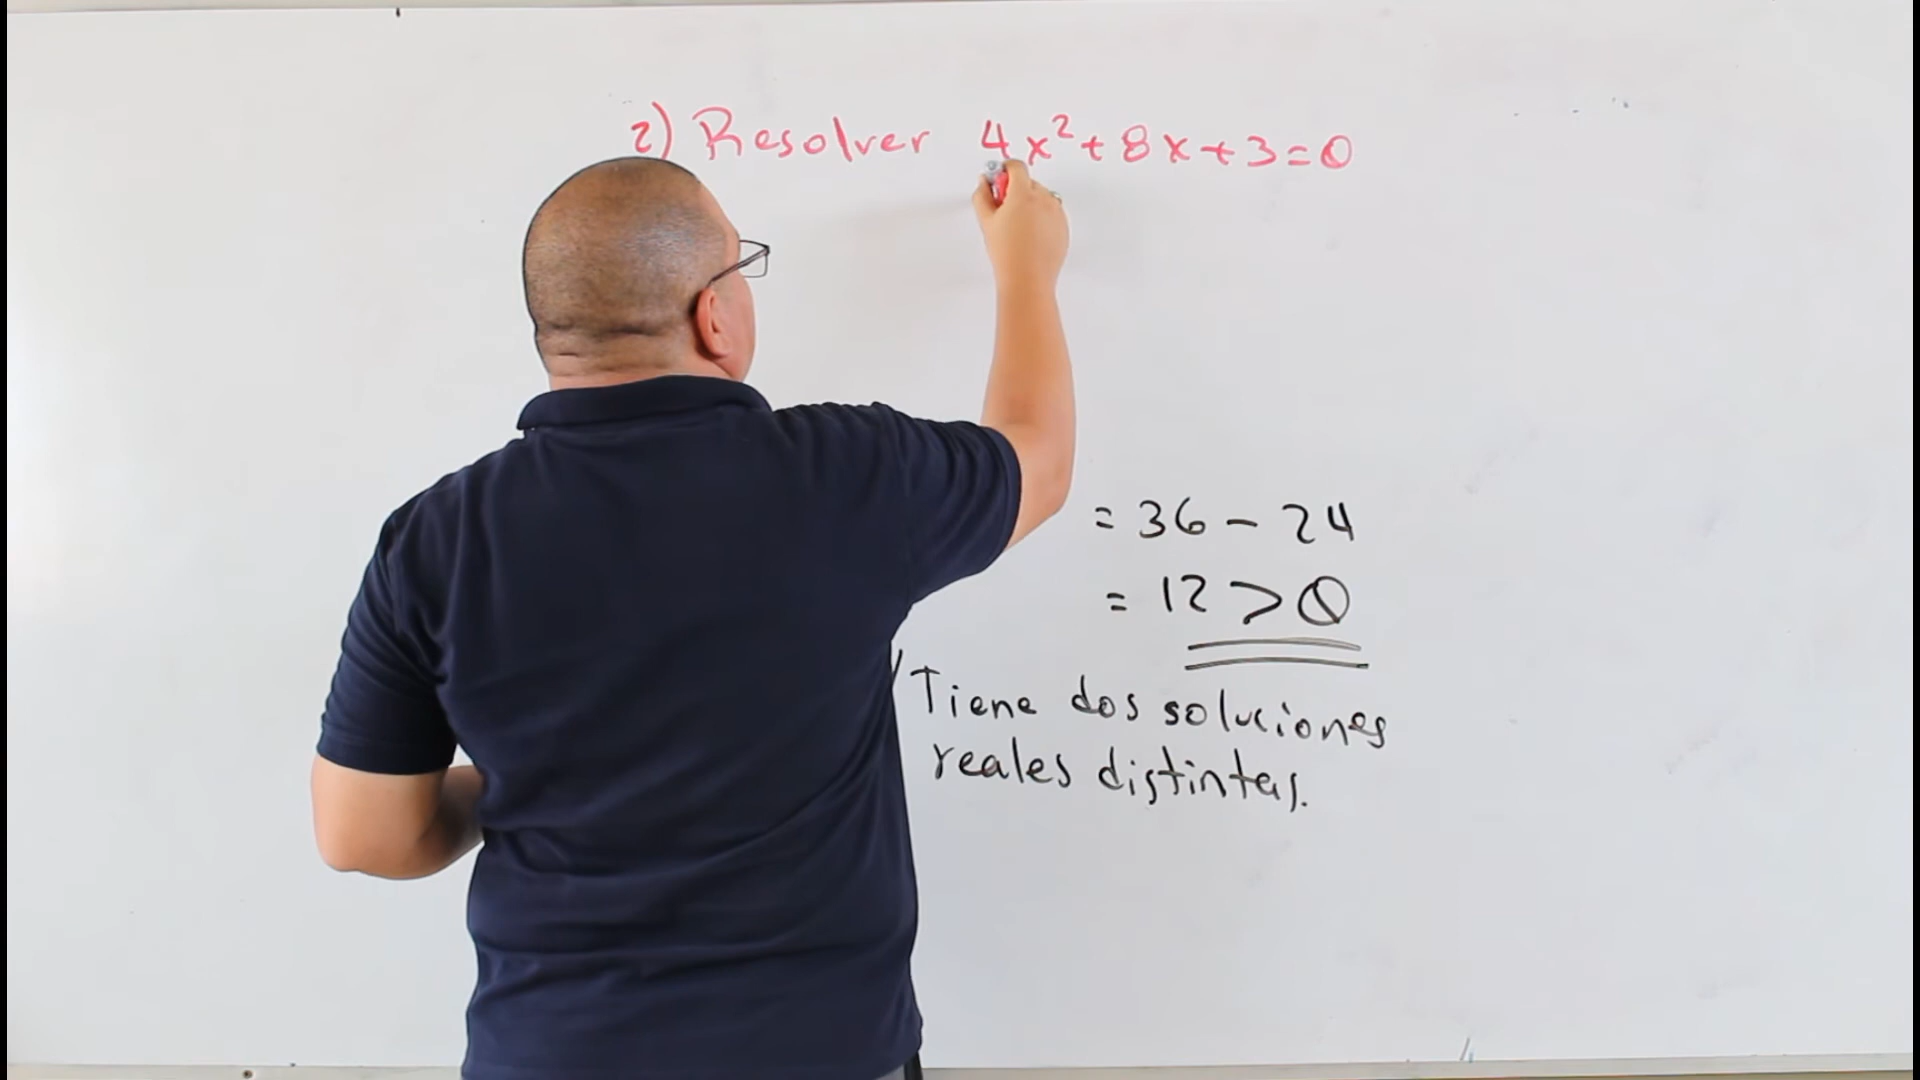 2) Resolver 4x²+8x+3=0
= 36 - 24
= 12 > 0
Tiene dos soluciones
reales distintas.